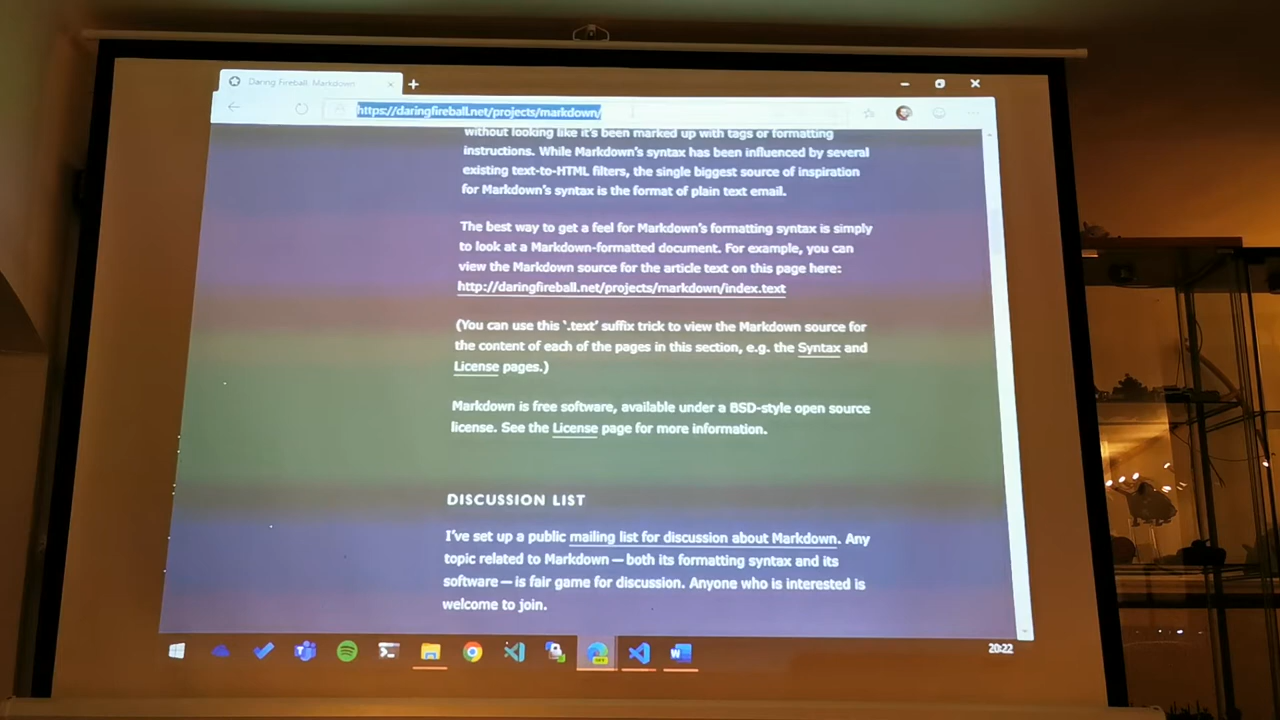 Daring Fireball: Markdown
https://daringfireball.net/projects/markdown/
without looking like it's been marked up with tags or formatting
instructions. While Markdown's syntax has been influenced by several
existing text-to-HTML filters, the single biggest source of inspiration
for Markdown's syntax is the format of plain text email.
The best way to get a feel for Markdown's formatting syntax is simply
to look at a Markdown-formatted document. For example, you can
view the Markdown source for the article text on this page here:
http://daringfireball.net/projects/markdown/index.text
(You can use this '.text' suffix trick to view the Markdown source for
the content of each of the pages in this section, e.g. the Syntax and
License pages.)
Markdown is free software, available under a BSD-style open source
license. See the License page for more information.
DISCUSSION LIST
I've set up a public mailing list for discussion about Markdown. Any
topic related to Markdown — both its formatting syntax and its
software — is fair game for discussion. Anyone who is interested is
welcome to join.
20:22